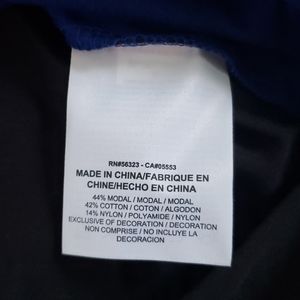 RN#56323 - CA#05553
MADE IN CHINA/FABRIQUE EN
CHINE/HECHO EN CHINA
44% MODAL / MODAL / MODAL
42% COTTON / COTON / ALGODON
14% NYLON / POLYAMIDE / NYLON
EXCLUSIVE OF DECORATION / DECORATION
NON COMPRISE / NO INCLUYE LA
DECORACION